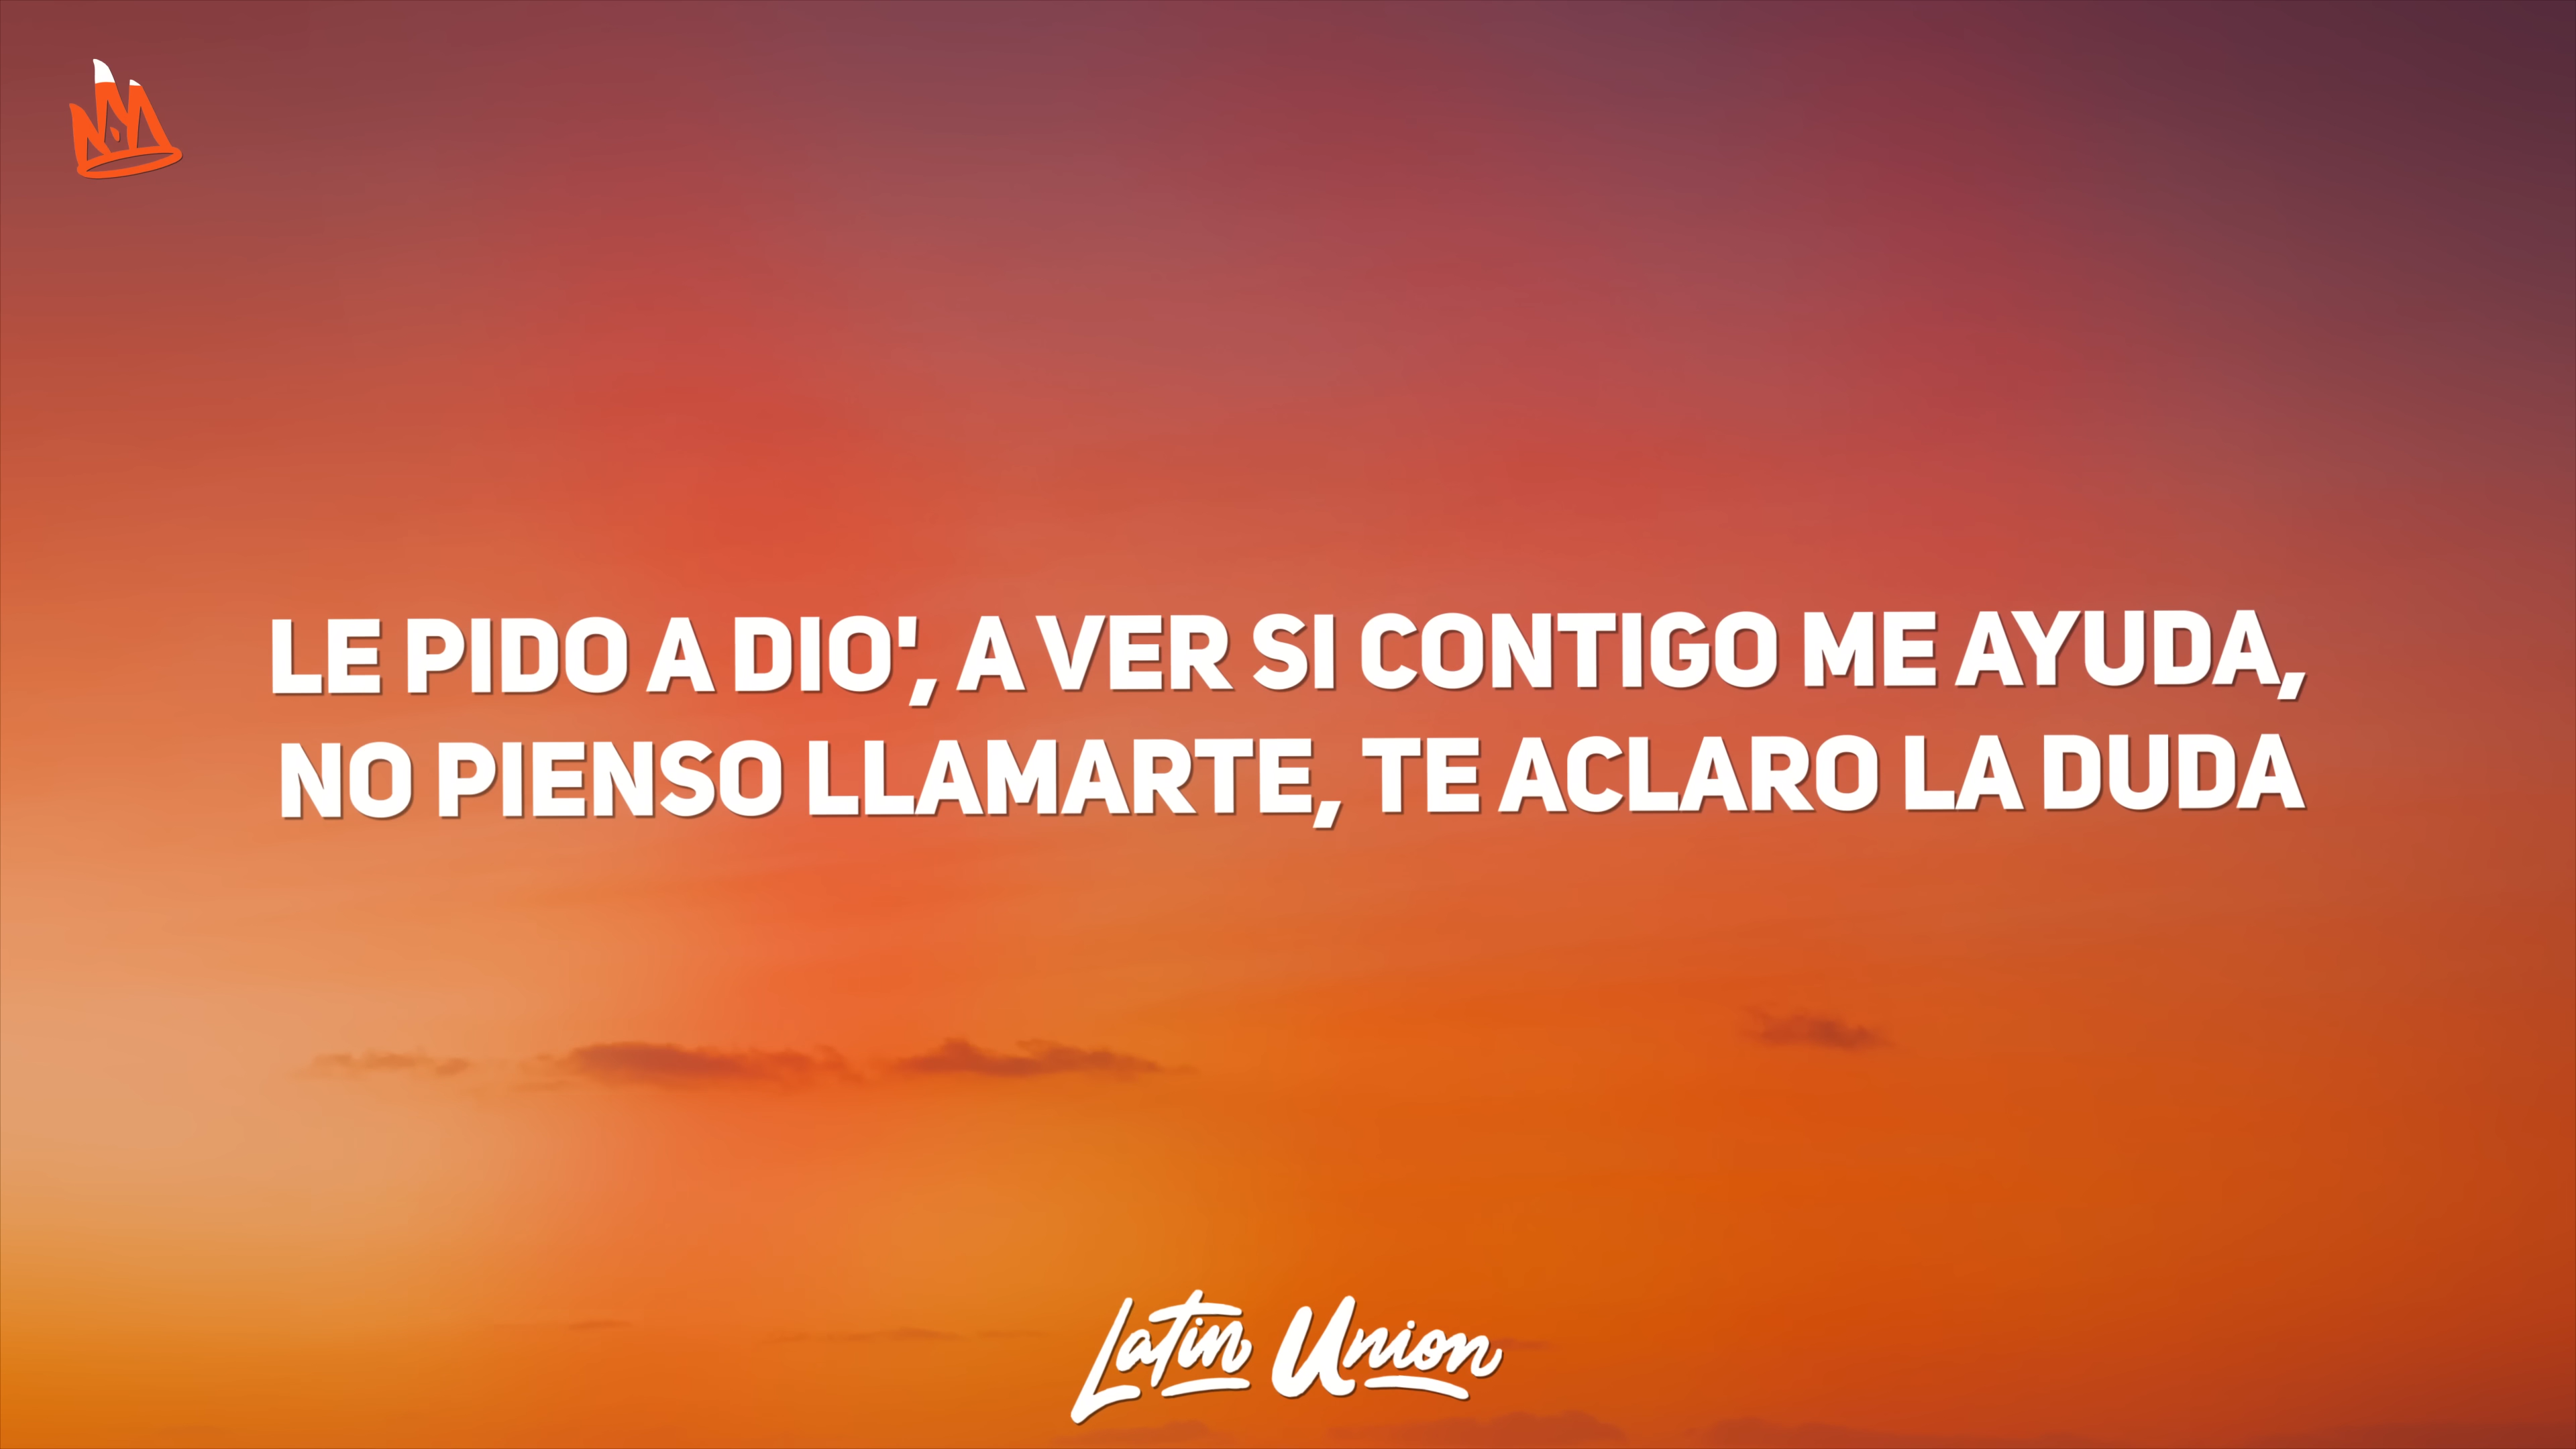 LE PIDO A DIO', A VER SI CONTIGO ME AYUDA,
NO PIENSO LLAMARTE, TE ACLARO LA DUDA
Latin Union